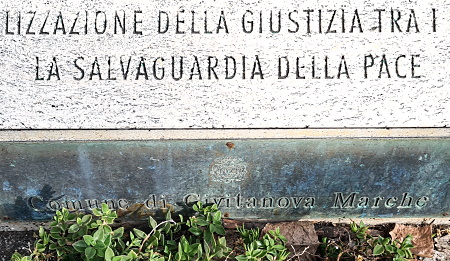 LIZZAZIONE DELLA GIUSTIZIA TRA I
LA SALVAGUARDIA DELLA PACE
Comune di Civitanova Marche